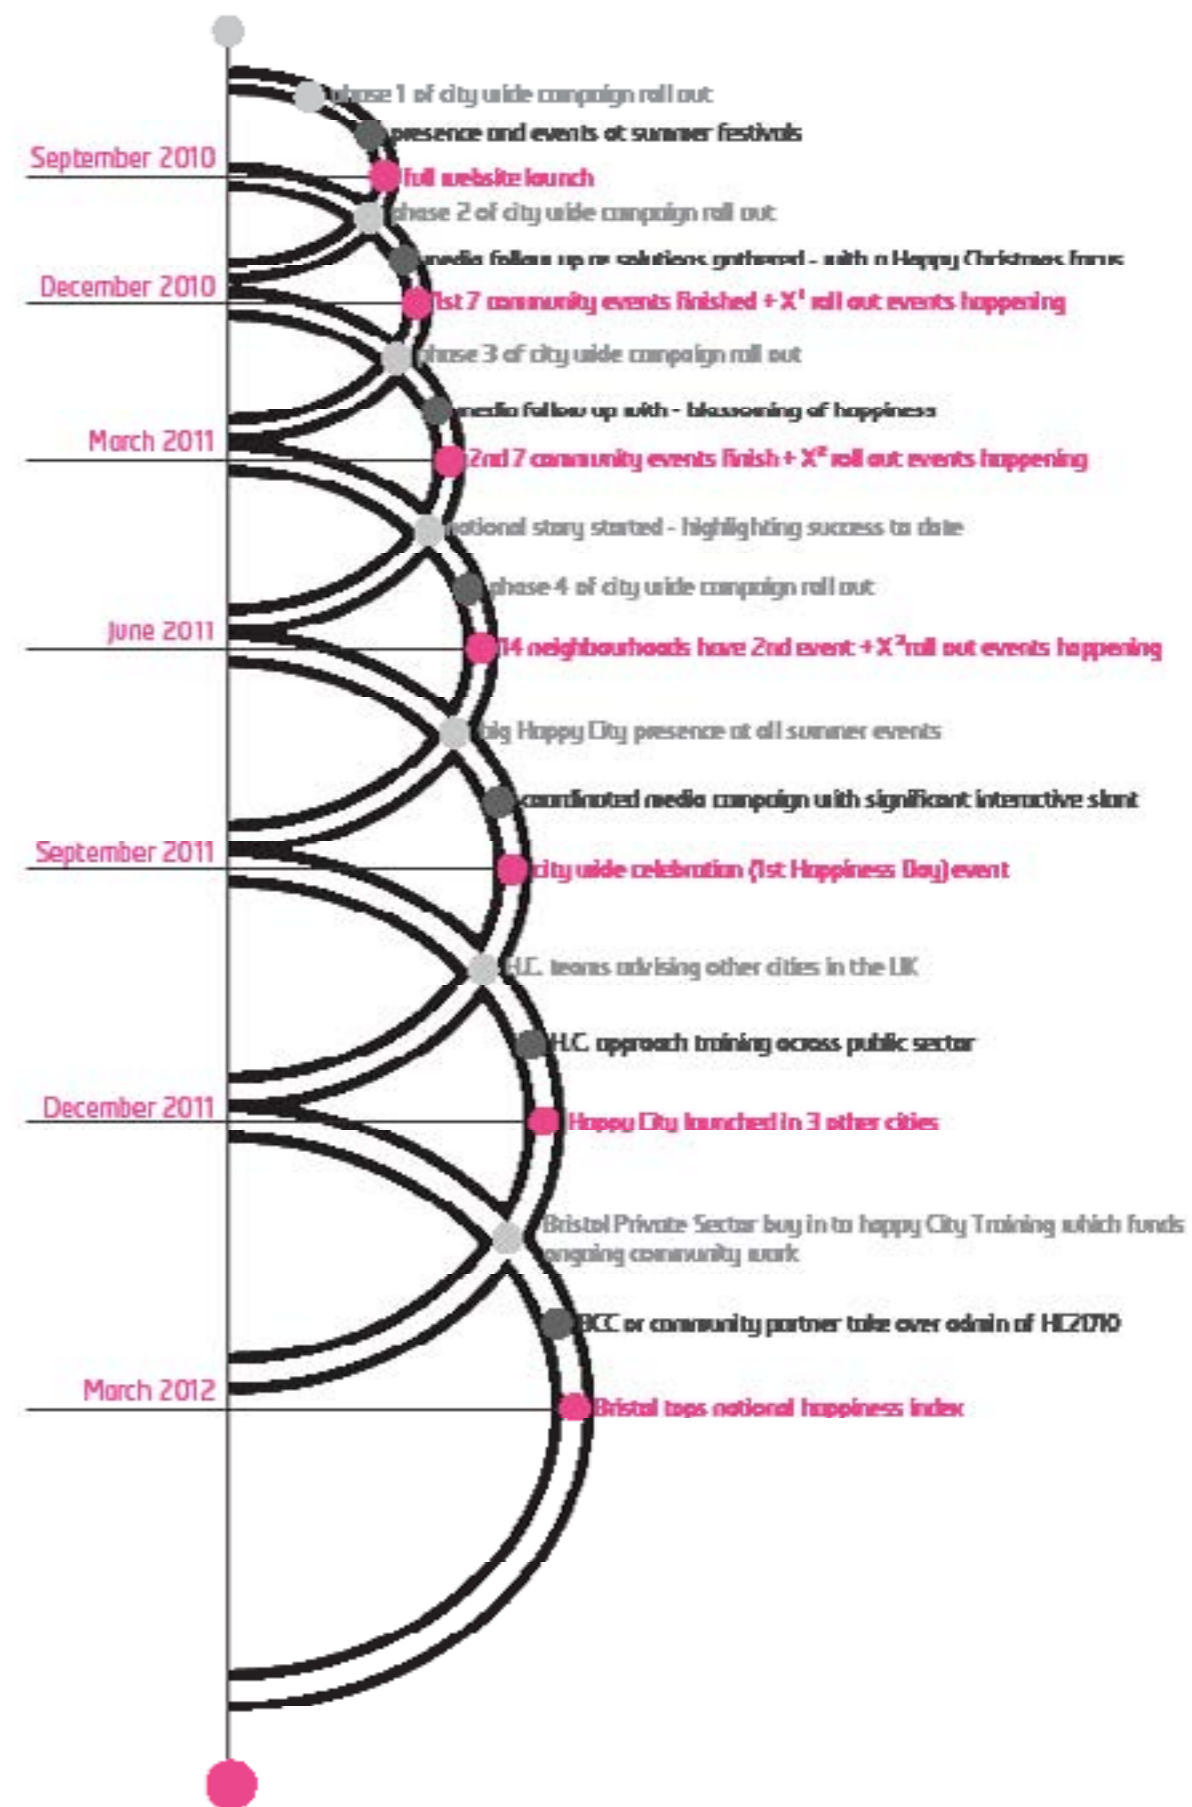 phase 1 of city wide campaign roll out
presence and events at summer festivals
September 2010
full website launch
phase 2 of city wide campaign roll out
media follow up re solutions gathered - with a Happy Christmas focus
December 2010
1st 7 community events finished + X¹ roll out events happening
phase 3 of city wide campaign roll out
media follow up with - blossoming of happiness
March 2011
2nd 7 community events finish + X² roll out events happening
national story started - highlighting success to date
phase 4 of city wide campaign roll out
June 2011
14 neighbourhoods have 2nd event + X³ roll out events happening
big Happy City presence at all summer events
coordinated media campaign with significant interactive slant
September 2011
city wide celebration (1st Happiness Day) event
H.C. teams advising other cities in the UK
H.C. approach training across public sector
December 2011
Happy City launched in 3 other cities
Bristol Private Sector buy in to happy City Training which funds
ongoing community work
BCC or community partner take over admin of HC2010
March 2012
Bristol tops national happiness index